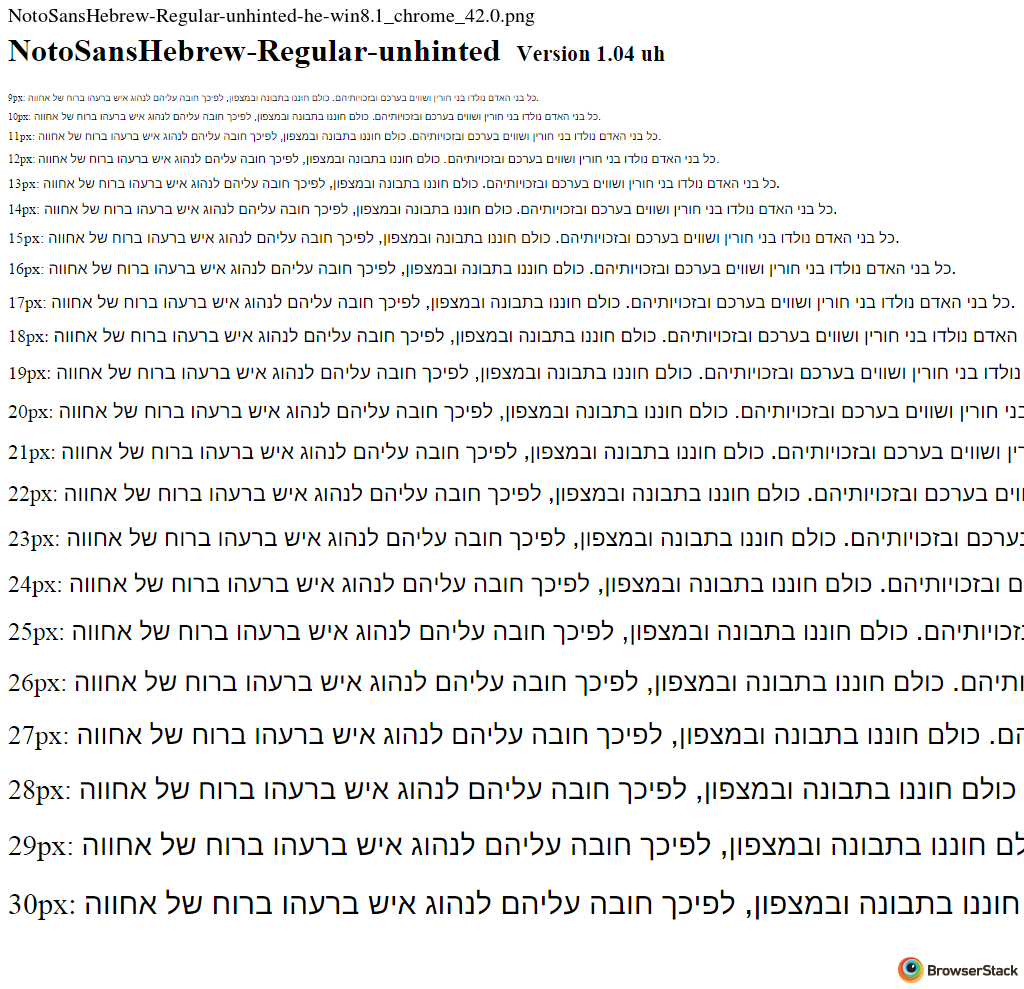 NotoSansHebrew-Regular-unhinted-he-win8.1_chrome_42.0.png
NotoSansHebrew-Regular-unhinted Version 1.04 uh
9px: כל בני האדם נולדו בני חורין ושווים בערכם ובזכויותיהם. כולם חוננו בתבונה ובמצפון, לפיכך חובה עליהם לנהוג איש ברעהו ברוח של אחווה.
10px: כל בני האדם נולדו בני חורין ושווים בערכם ובזכויותיהם. כולם חוננו בתבונה ובמצפון, לפיכך חובה עליהם לנהוג איש ברעהו ברוח של אחווה.
11px: כל בני האדם נולדו בני חורין ושווים בערכם ובזכויותיהם. כולם חוננו בתבונה ובמצפון, לפיכך חובה עליהם לנהוג איש ברעהו ברוח של אחווה.
12px: כל בני האדם נולדו בני חורין ושווים בערכם ובזכויותיהם. כולם חוננו בתבונה ובמצפון, לפיכך חובה עליהם לנהוג איש ברעהו ברוח של אחווה.
13px: כל בני האדם נולדו בני חורין ושווים בערכם ובזכויותיהם. כולם חוננו בתבונה ובמצפון, לפיכך חובה עליהם לנהוג איש ברעהו ברוח של אחווה.
14px: כל בני האדם נולדו בני חורין ושווים בערכם ובזכויותיהם. כולם חוננו בתבונה ובמצפון, לפיכך חובה עליהם לנהוג איש ברעהו ברוח של אחווה.
15px: כל בני האדם נולדו בני חורין ושווים בערכם ובזכויותיהם. כולם חוננו בתבונה ובמצפון, לפיכך חובה עליהם לנהוג איש ברעהו ברוח של אחווה.
16px: כל בני האדם נולדו בני חורין ושווים בערכם ובזכויותיהם. כולם חוננו בתבונה ובמצפון, לפיכך חובה עליהם לנהוג איש ברעהו ברוח של אחווה.
17px: כל בני האדם נולדו בני חורין ושווים בערכם ובזכויותיהם. כולם חוננו בתבונה ובמצפון, לפיכך חובה עליהם לנהוג איש ברעהו ברוח של אחווה.
18px: האדם נולדו בני חורין ושווים בערכם ובזכויותיהם. כולם חוננו בתבונה ובמצפון, לפיכך חובה עליהם לנהוג איש ברעהו ברוח של אחווה
19px: נולדו בני חורין ושווים בערכם ובזכויותיהם. כולם חוננו בתבונה ובמצפון, לפיכך חובה עליהם לנהוג איש ברעהו ברוח של אחווה
20px: בני חורין ושווים בערכם ובזכויותיהם. כולם חוננו בתבונה ובמצפון, לפיכך חובה עליהם לנהוג איש ברעהו ברוח של אחווה
21px: רין ושווים בערכם ובזכויותיהם. כולם חוננו בתבונה ובמצפון, לפיכך חובה עליהם לנהוג איש ברעהו ברוח של אחווה
22px: ווים בערכם ובזכויותיהם. כולם חוננו בתבונה ובמצפון, לפיכך חובה עליהם לנהוג איש ברעהו ברוח של אחווה
23px: בערכם ובזכויותיהם. כולם חוננו בתבונה ובמצפון, לפיכך חובה עליהם לנהוג איש ברעהו ברוח של אחווה
24px: ם ובזכויותיהם. כולם חוננו בתבונה ובמצפון, לפיכך חובה עליהם לנהוג איש ברעהו ברוח של אחווה
25px: זכויותיהם. כולם חוננו בתבונה ובמצפון, לפיכך חובה עליהם לנהוג איש ברעהו ברוח של אחווה
26px: ותיהם. כולם חוננו בתבונה ובמצפון, לפיכך חובה עליהם לנהוג איש ברעהו ברוח של אחווה
27px: הם. כולם חוננו בתבונה ובמצפון, לפיכך חובה עליהם לנהוג איש ברעהו ברוח של אחווה
28px: כולם חוננו בתבונה ובמצפון, לפיכך חובה עליהם לנהוג איש ברעהו ברוח של אחווה
29px: לם חוננו בתבונה ובמצפון, לפיכך חובה עליהם לנהוג איש ברעהו ברוח של אחווה
30px: חוננו בתבונה ובמצפון, לפיכך חובה עליהם לנהוג איש ברעהו ברוח של אחווה
BrowserStack